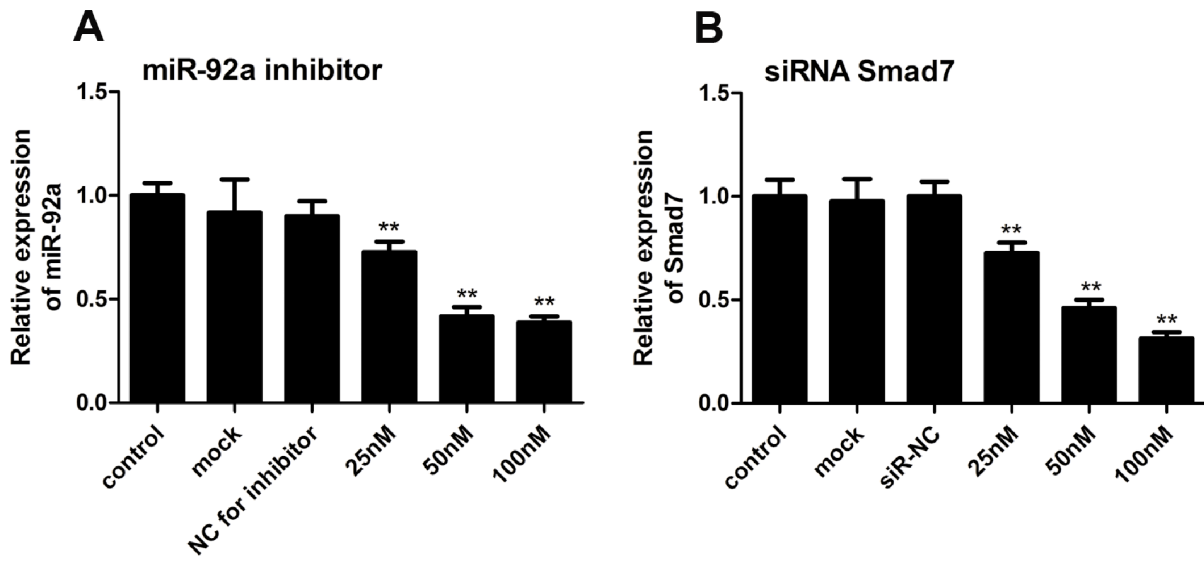 A
miR-92a inhibitor
Relative expression
of miR-92a
1.5
1.0
0.5
0.0
**
**
**
control
mock
NC for inhibitor
25nM
50nM
100nM
B
siRNA Smad7
Relative expression
of Smad7
1.5
1.0
0.5
0.0
**
**
**
control
mock
siR-NC
25nM
50nM
100nM